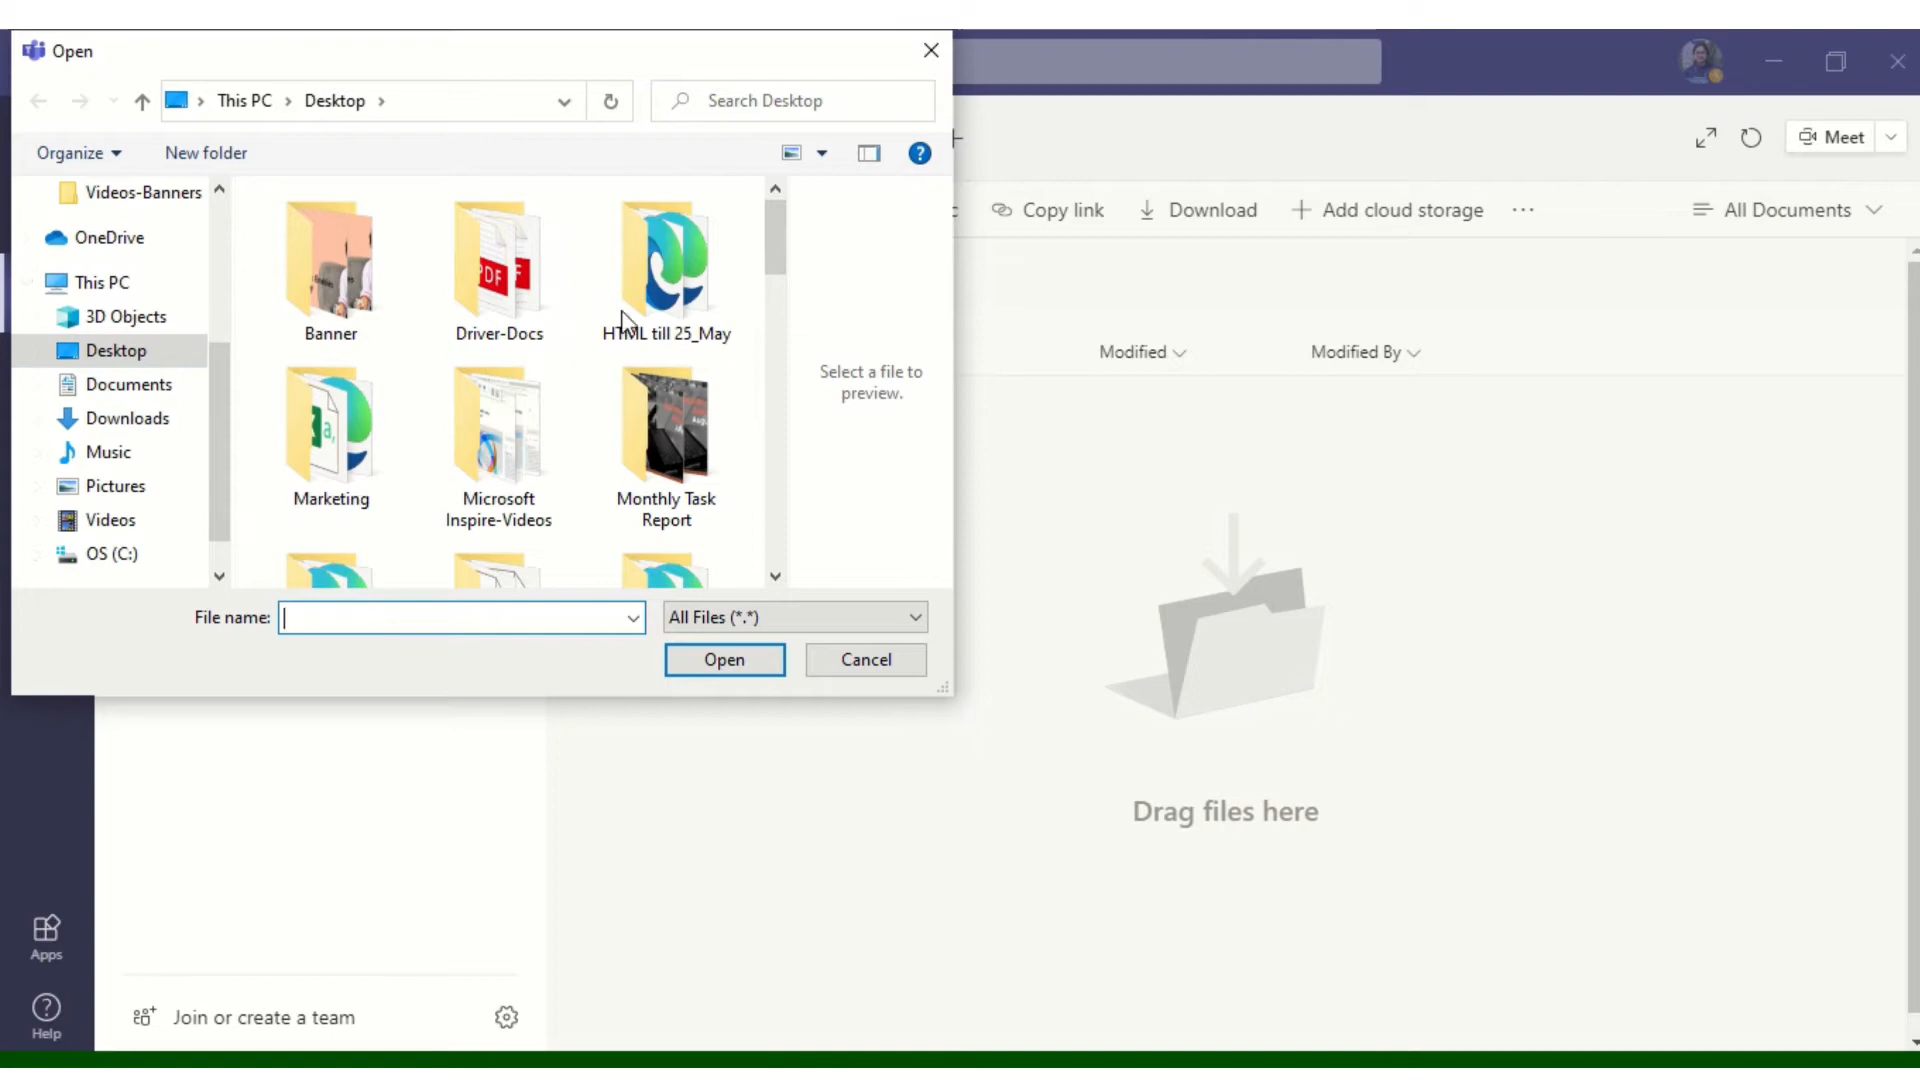 Open
This PC
Desktop
Search Desktop
Organize
New folder
Videos-Banners
OneDrive
This PC
3D Objects
Desktop
Documents
Downloads
Music
Pictures
Videos
OS (C:)
PDF
Banner
Driver-Docs
HTML till 25_May
Marketing
Microsoft
Inspire-Videos
Monthly Task
Report
Select a file to
preview.
File name:
All Files (*.*)
Open
Cancel
Meet
Copy link
Download
Add cloud storage
All Documents
Modified
Modified By
Drag files here
Apps
Help
Join or create a team